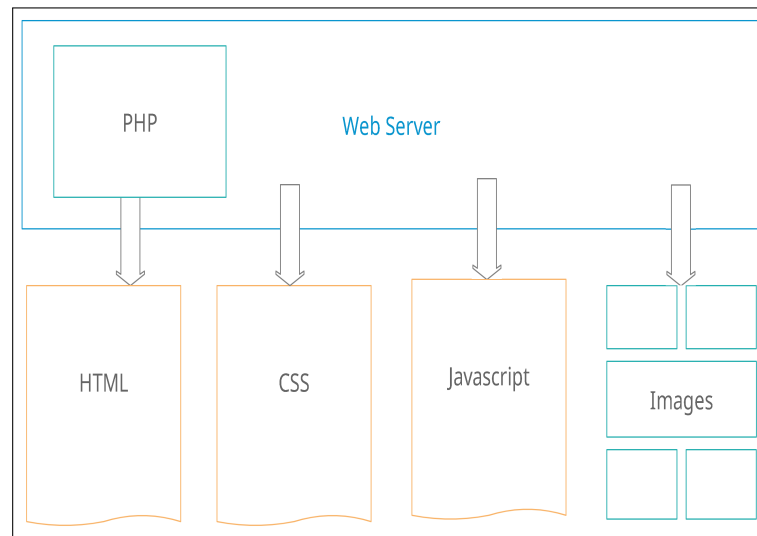 PHP
Web Server
HTML
CSS
Javascript
Images